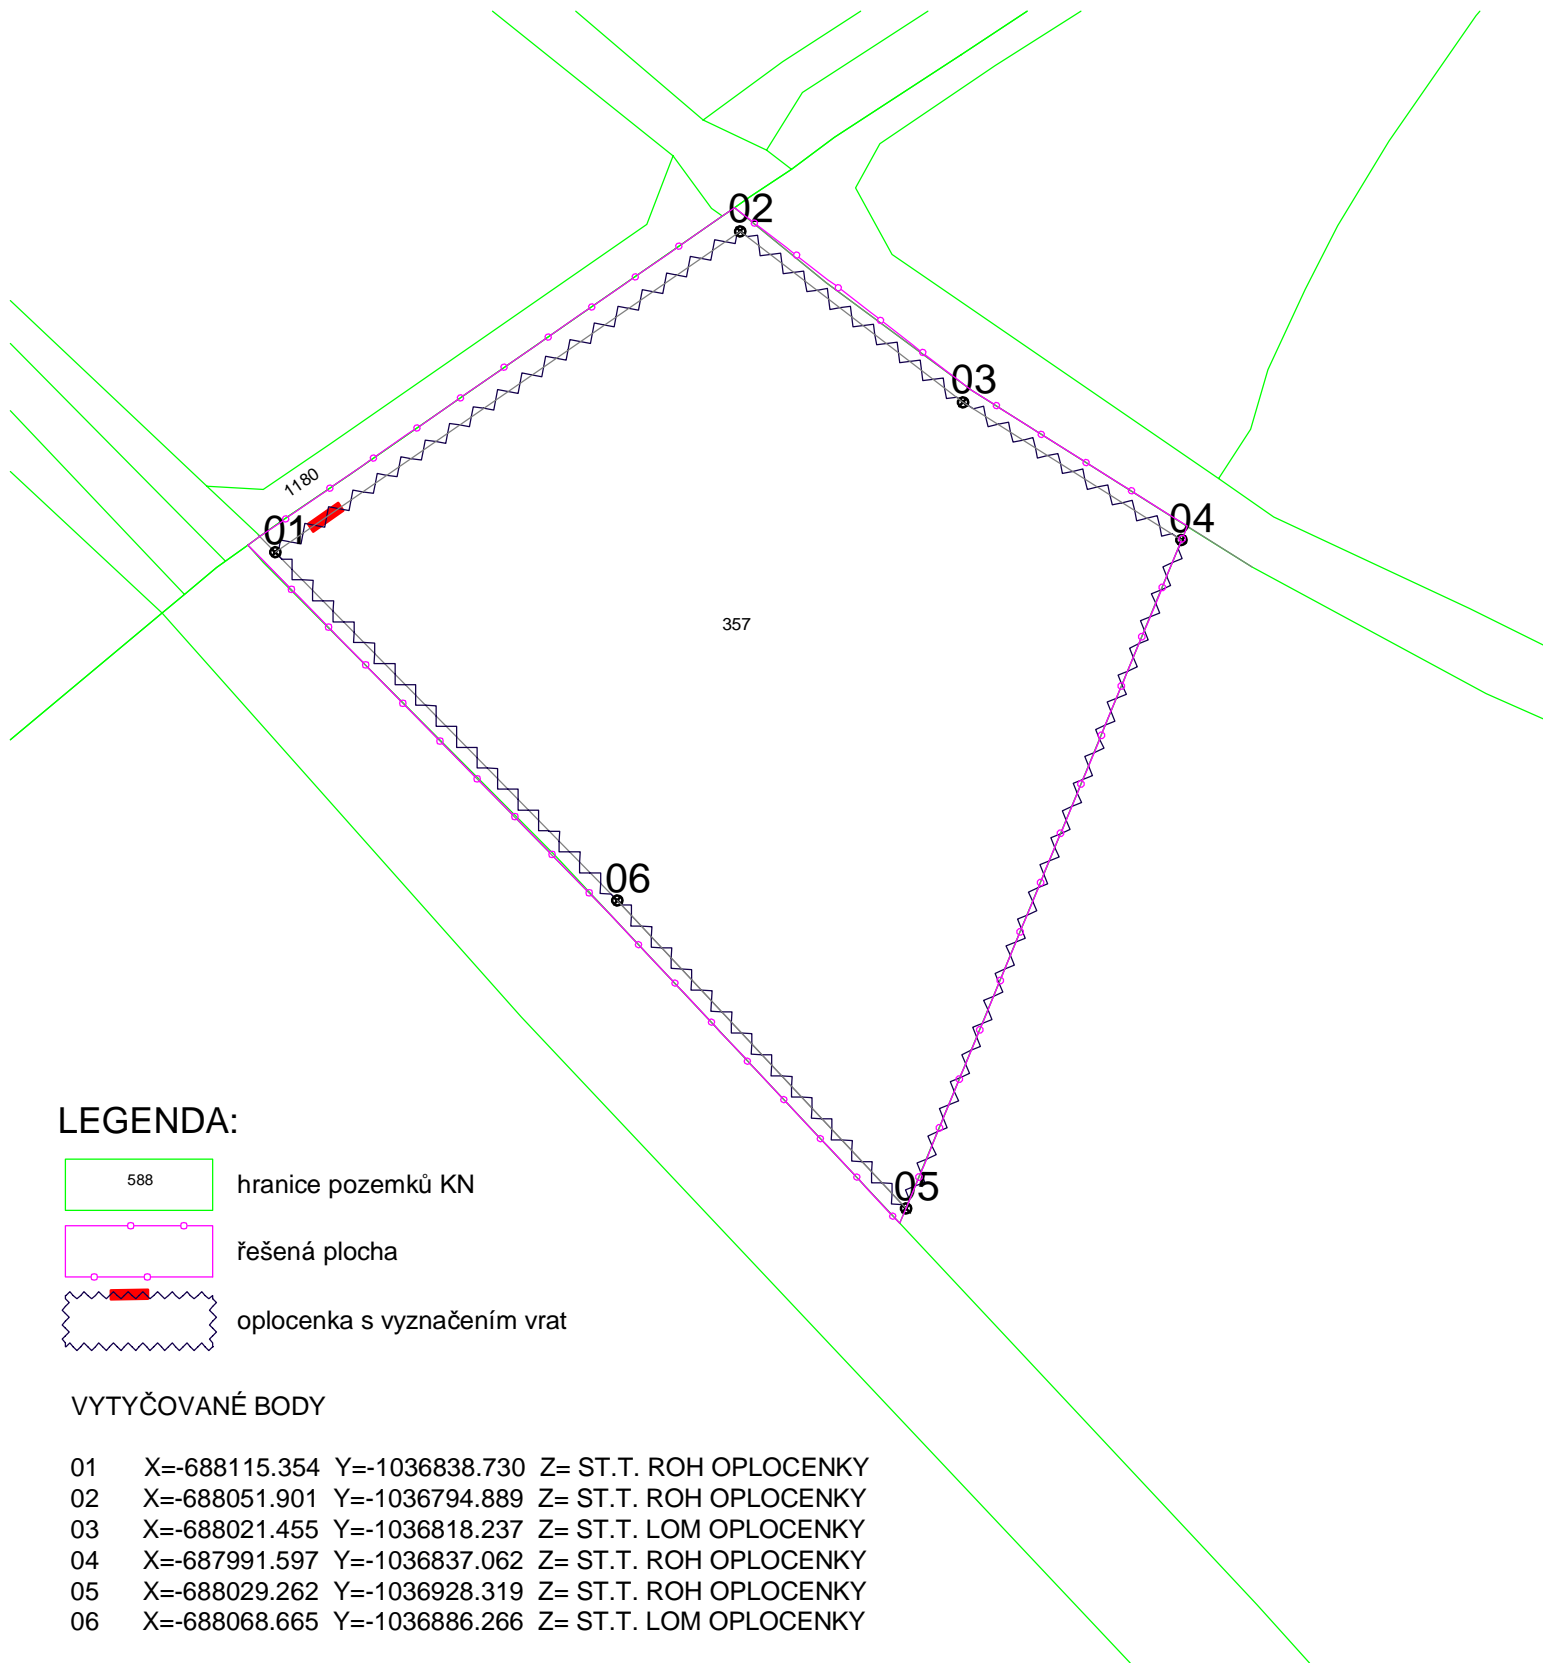 02
03
1180
01
04
357
06
05
LEGENDA:
588
hranice pozemků KN
řešená plocha
oplocenka s vyznačením vrat
VYTYČOVANÉ BODY
01 X=-688115.354 Y=-1036838.730 Z= ST.T. ROH OPLOCENKY
02 X=-688051.901 Y=-1036794.889 Z= ST.T. ROH OPLOCENKY
03 X=-688021.455 Y=-1036818.237 Z= ST.T. LOM OPLOCENKY
04 X=-687991.597 Y=-1036837.062 Z= ST.T. ROH OPLOCENKY
05 X=-688029.262 Y=-1036928.319 Z= ST.T. ROH OPLOCENKY
06 X=-688068.665 Y=-1036886.266 Z= ST.T. LOM OPLOCENKY